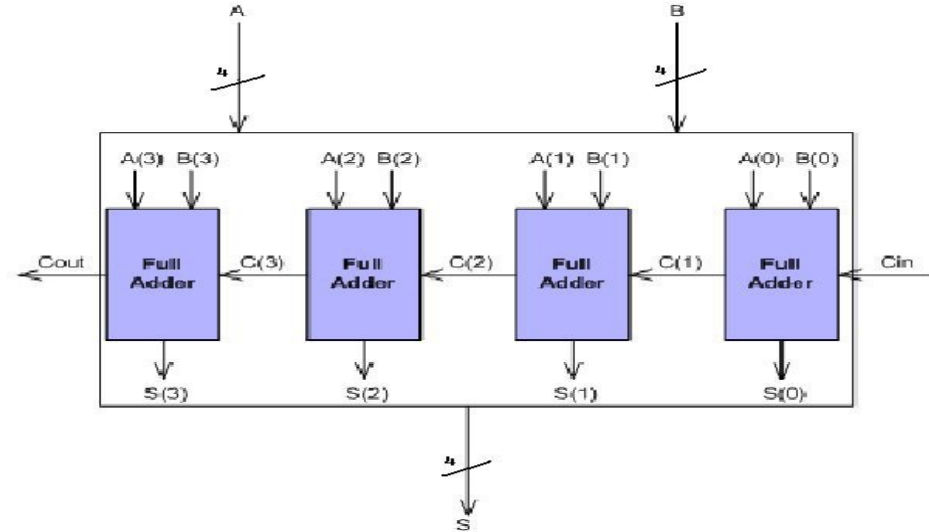 A B
4 4
A(3) B(3) A(2) B(2) A(1) B(1) A(0) B(0)
Cout Full Adder C(3) Full Adder C(2) Full Adder C(1) Full Adder Cin
S(3) S(2) S(1) S(0)
4
S